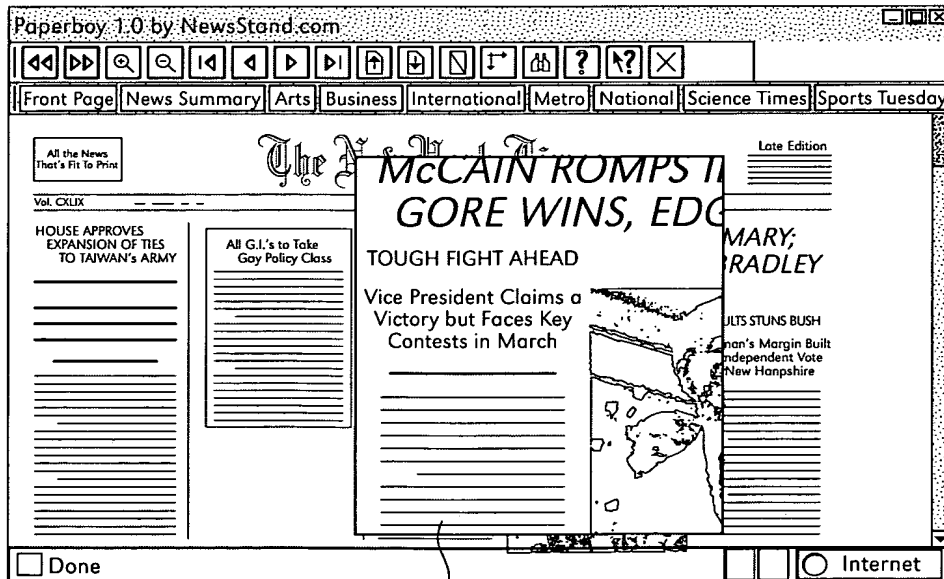 Paperboy 1.0 by NewsStand.com
Front Page News Summary Arts Business International Metro National Science Times Sports Tuesday
All the News
That's Fit To Print
The
Late Edition
Vol. CXLIX
HOUSE APPROVES
EXPANSION OF TIES
TO TAIWAN's ARMY
All G.I.'s to Take
Gay Policy Class
McCAIN ROMPS
GORE WINS,
TOUGH FIGHT AHEAD
Vice President Claims a
Victory but Faces Key
Contests in March
MARY;
BRADLEY
ULTS STUNS BUSH
man's Margin Built
ndependent Vote
New Hanpshire
Done
Internet